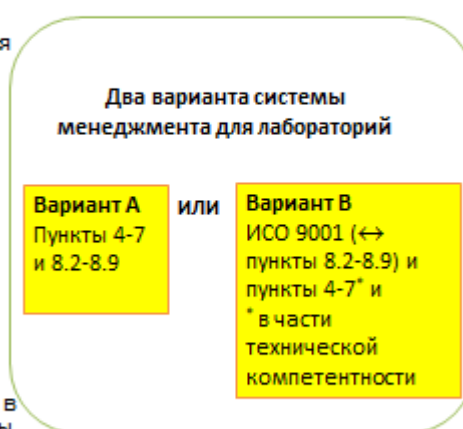 я
Два варианта системы
менеджмента для лабораторий
Вариант А
Пункты 4-7
и 8.2-8.9
или
Вариант В
ИСО 9001 (↔
пункты 8.2-8.9) и
пункты 4-7* и
* в части
технической
компетентности
в